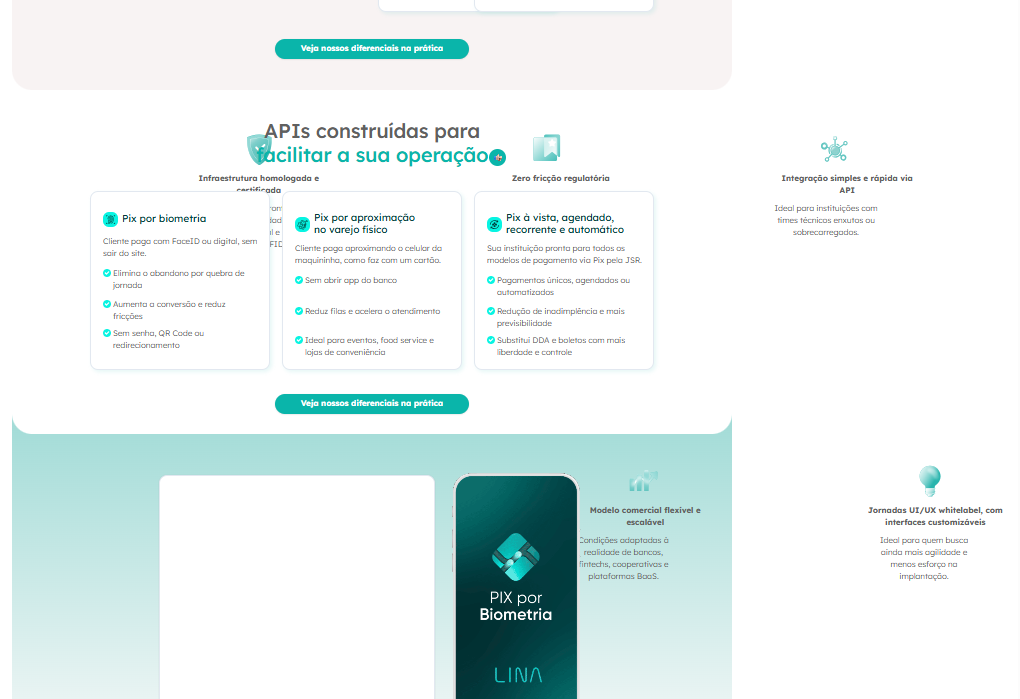 Veja nossos diferenciais na prática
APIs construídas para
facilitar a sua operação
Infraestrutura homologada e
certificada
Zero fricção regulatória
Integração simples e rápida via
API
Ideal para instituições com
times técnicos enxutos ou
sobrecarregados.
Pix por biometria
Cliente paga com FaceID ou digital, sem
sair do site.
Elimina o abandono por quebra de
jornada
Aumenta a conversão e reduz
fricções
Sem senha, QR Code ou
redirecionamento
Pix por aproximação
no varejo físico
Cliente paga aproximando o celular da
maquininha, como faz com um cartão.
Sem abrir app do banco
Reduz filas e acelera o atendimento
Ideal para eventos, food service e
lojas de conveniência
Pix à vista, agendado,
recorrente e automático
Sua instituição pronta para todos os
modelos de pagamento via Pix pela JSR.
Pagamentos únicos, agendados ou
automatizados
Redução de inadimplência e mais
previsibilidade
Substitui DDA e boletos com mais
liberdade e controle
Veja nossos diferenciais na prática
PIX por
Biometria
LINA
Modelo comercial flexível e
escalável
Condições adaptadas à
realidade de bancos,
fintechs, cooperativas e
plataformas BaaS.
Jornadas UI/UX whitelabel, com
interfaces customizáveis
Ideal para quem busca
ainda mais agilidade e
menos esforço na
implantação.